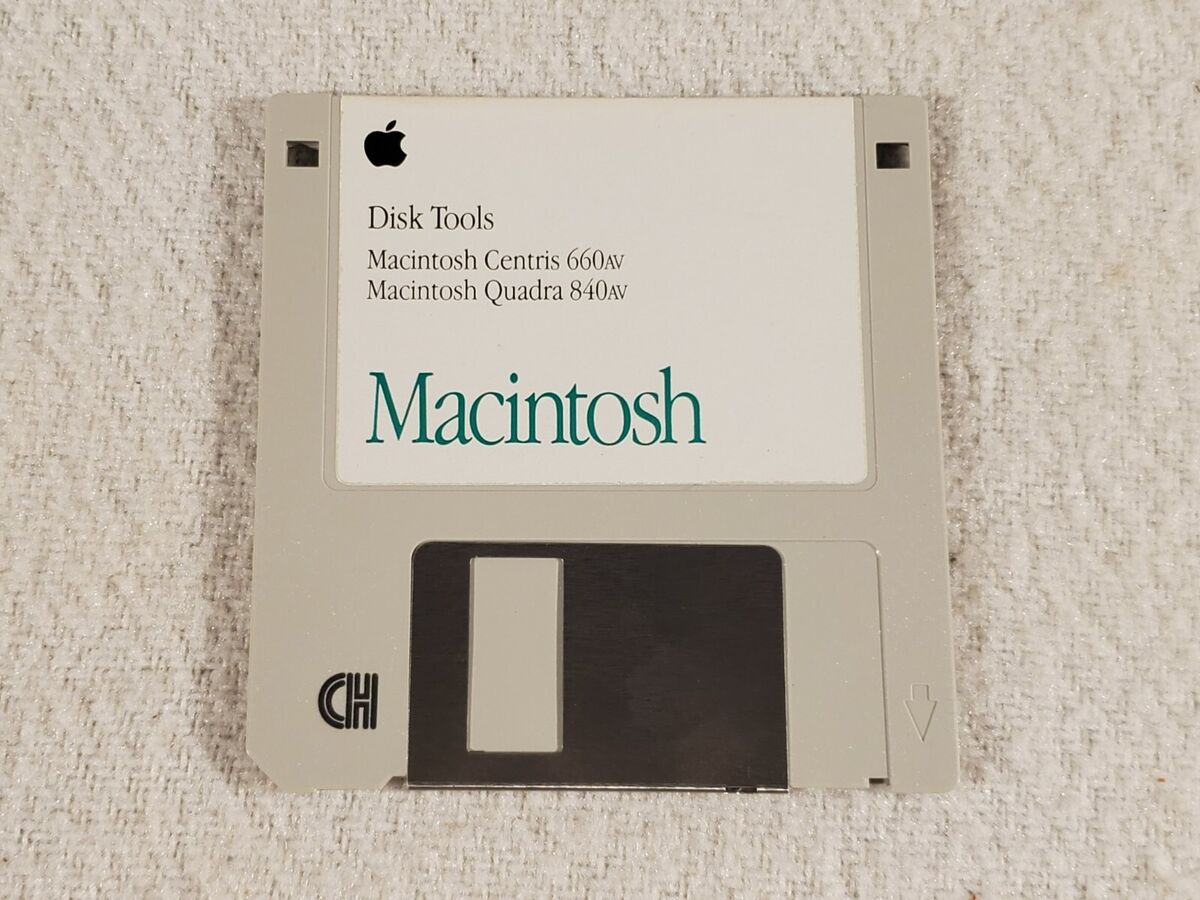 Disk Tools
Macintosh Centris 660AV
Macintosh Quadra 840AV
Macintosh
CH